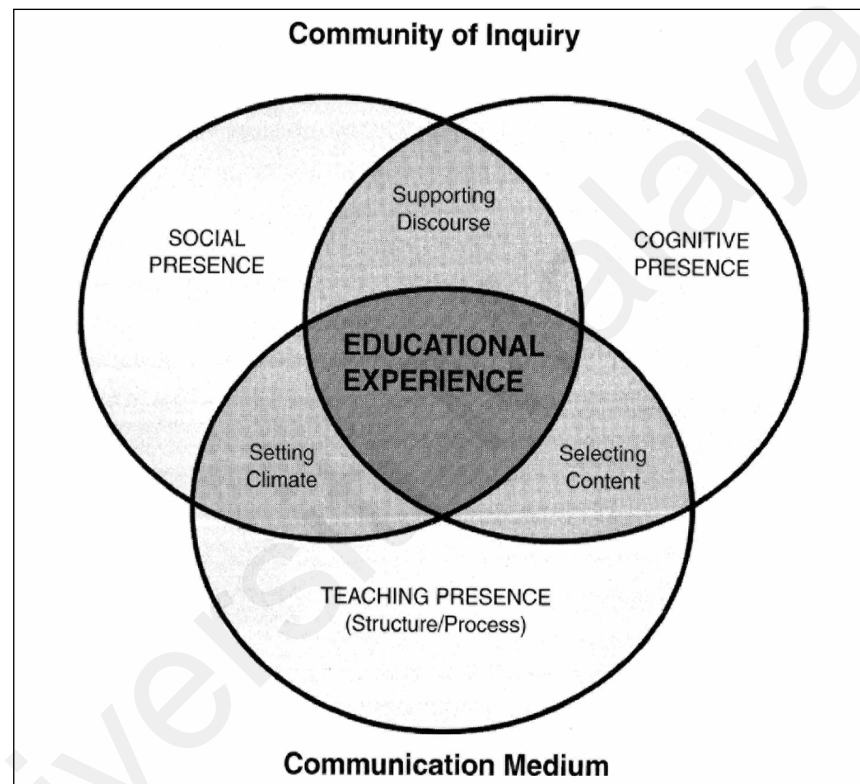 Community of Inquiry
Supporting
Discourse
SOCIAL
PRESENCE
COGNITIVE
PRESENCE
EDUCATIONAL
EXPERIENCE
Setting
Climate
Selecting
Content
TEACHING PRESENCE
(Structure/Process)
Communication Medium